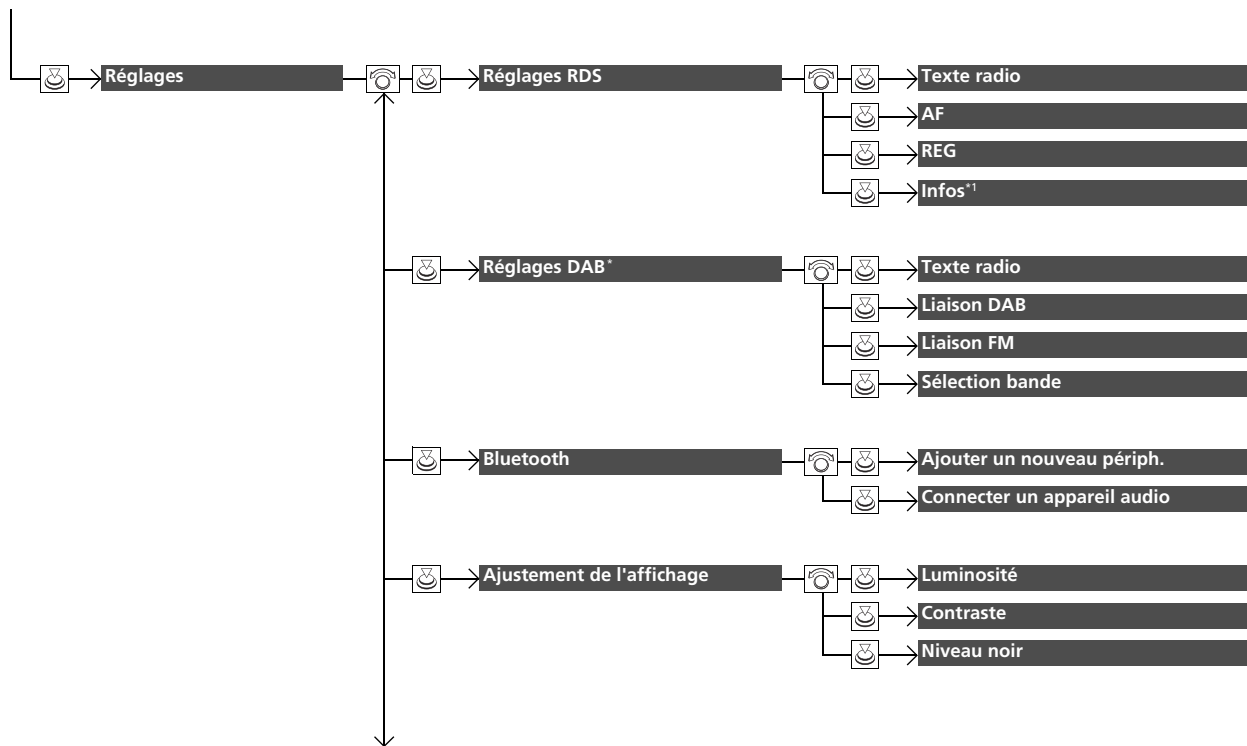 Réglages
Réglages RDS
Texte radio
AF
REG
Infos*1
Réglages DAB*
Texte radio
Liaison DAB
Liaison FM
Sélection bande
Bluetooth
Ajouter un nouveau périph.
Connecter un appareil audio
Ajustement de l'affichage
Luminosité
Contraste
Niveau noir